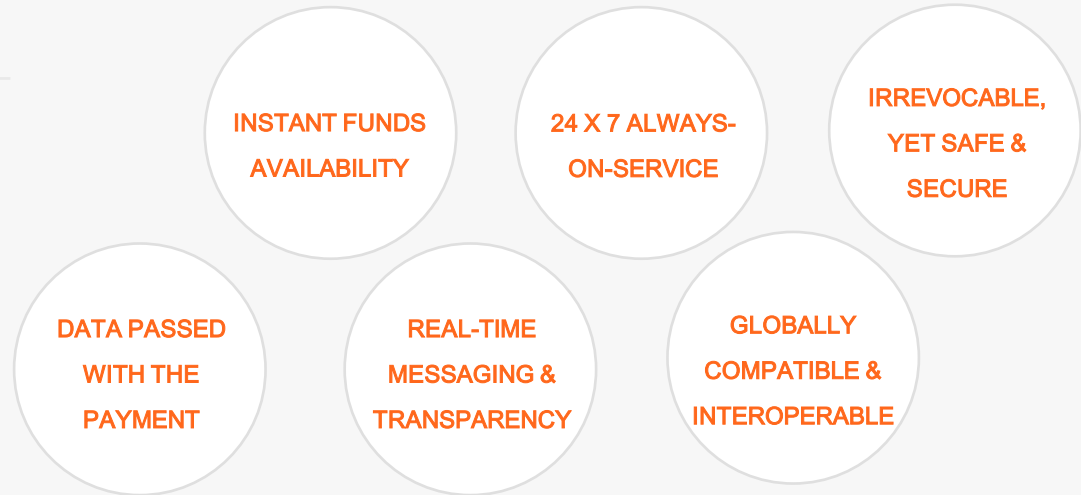 INSTANT FUNDS
AVAILABILITY
24 X 7 ALWAYS-
ON-SERVICE
IRREVOCABLE,
YET SAFE &
SECURE
DATA PASSED
WITH THE
PAYMENT
REAL-TIME
MESSAGING &
TRANSPARENCY
GLOBALLY
COMPATIBLE &
INTEROPERABLE